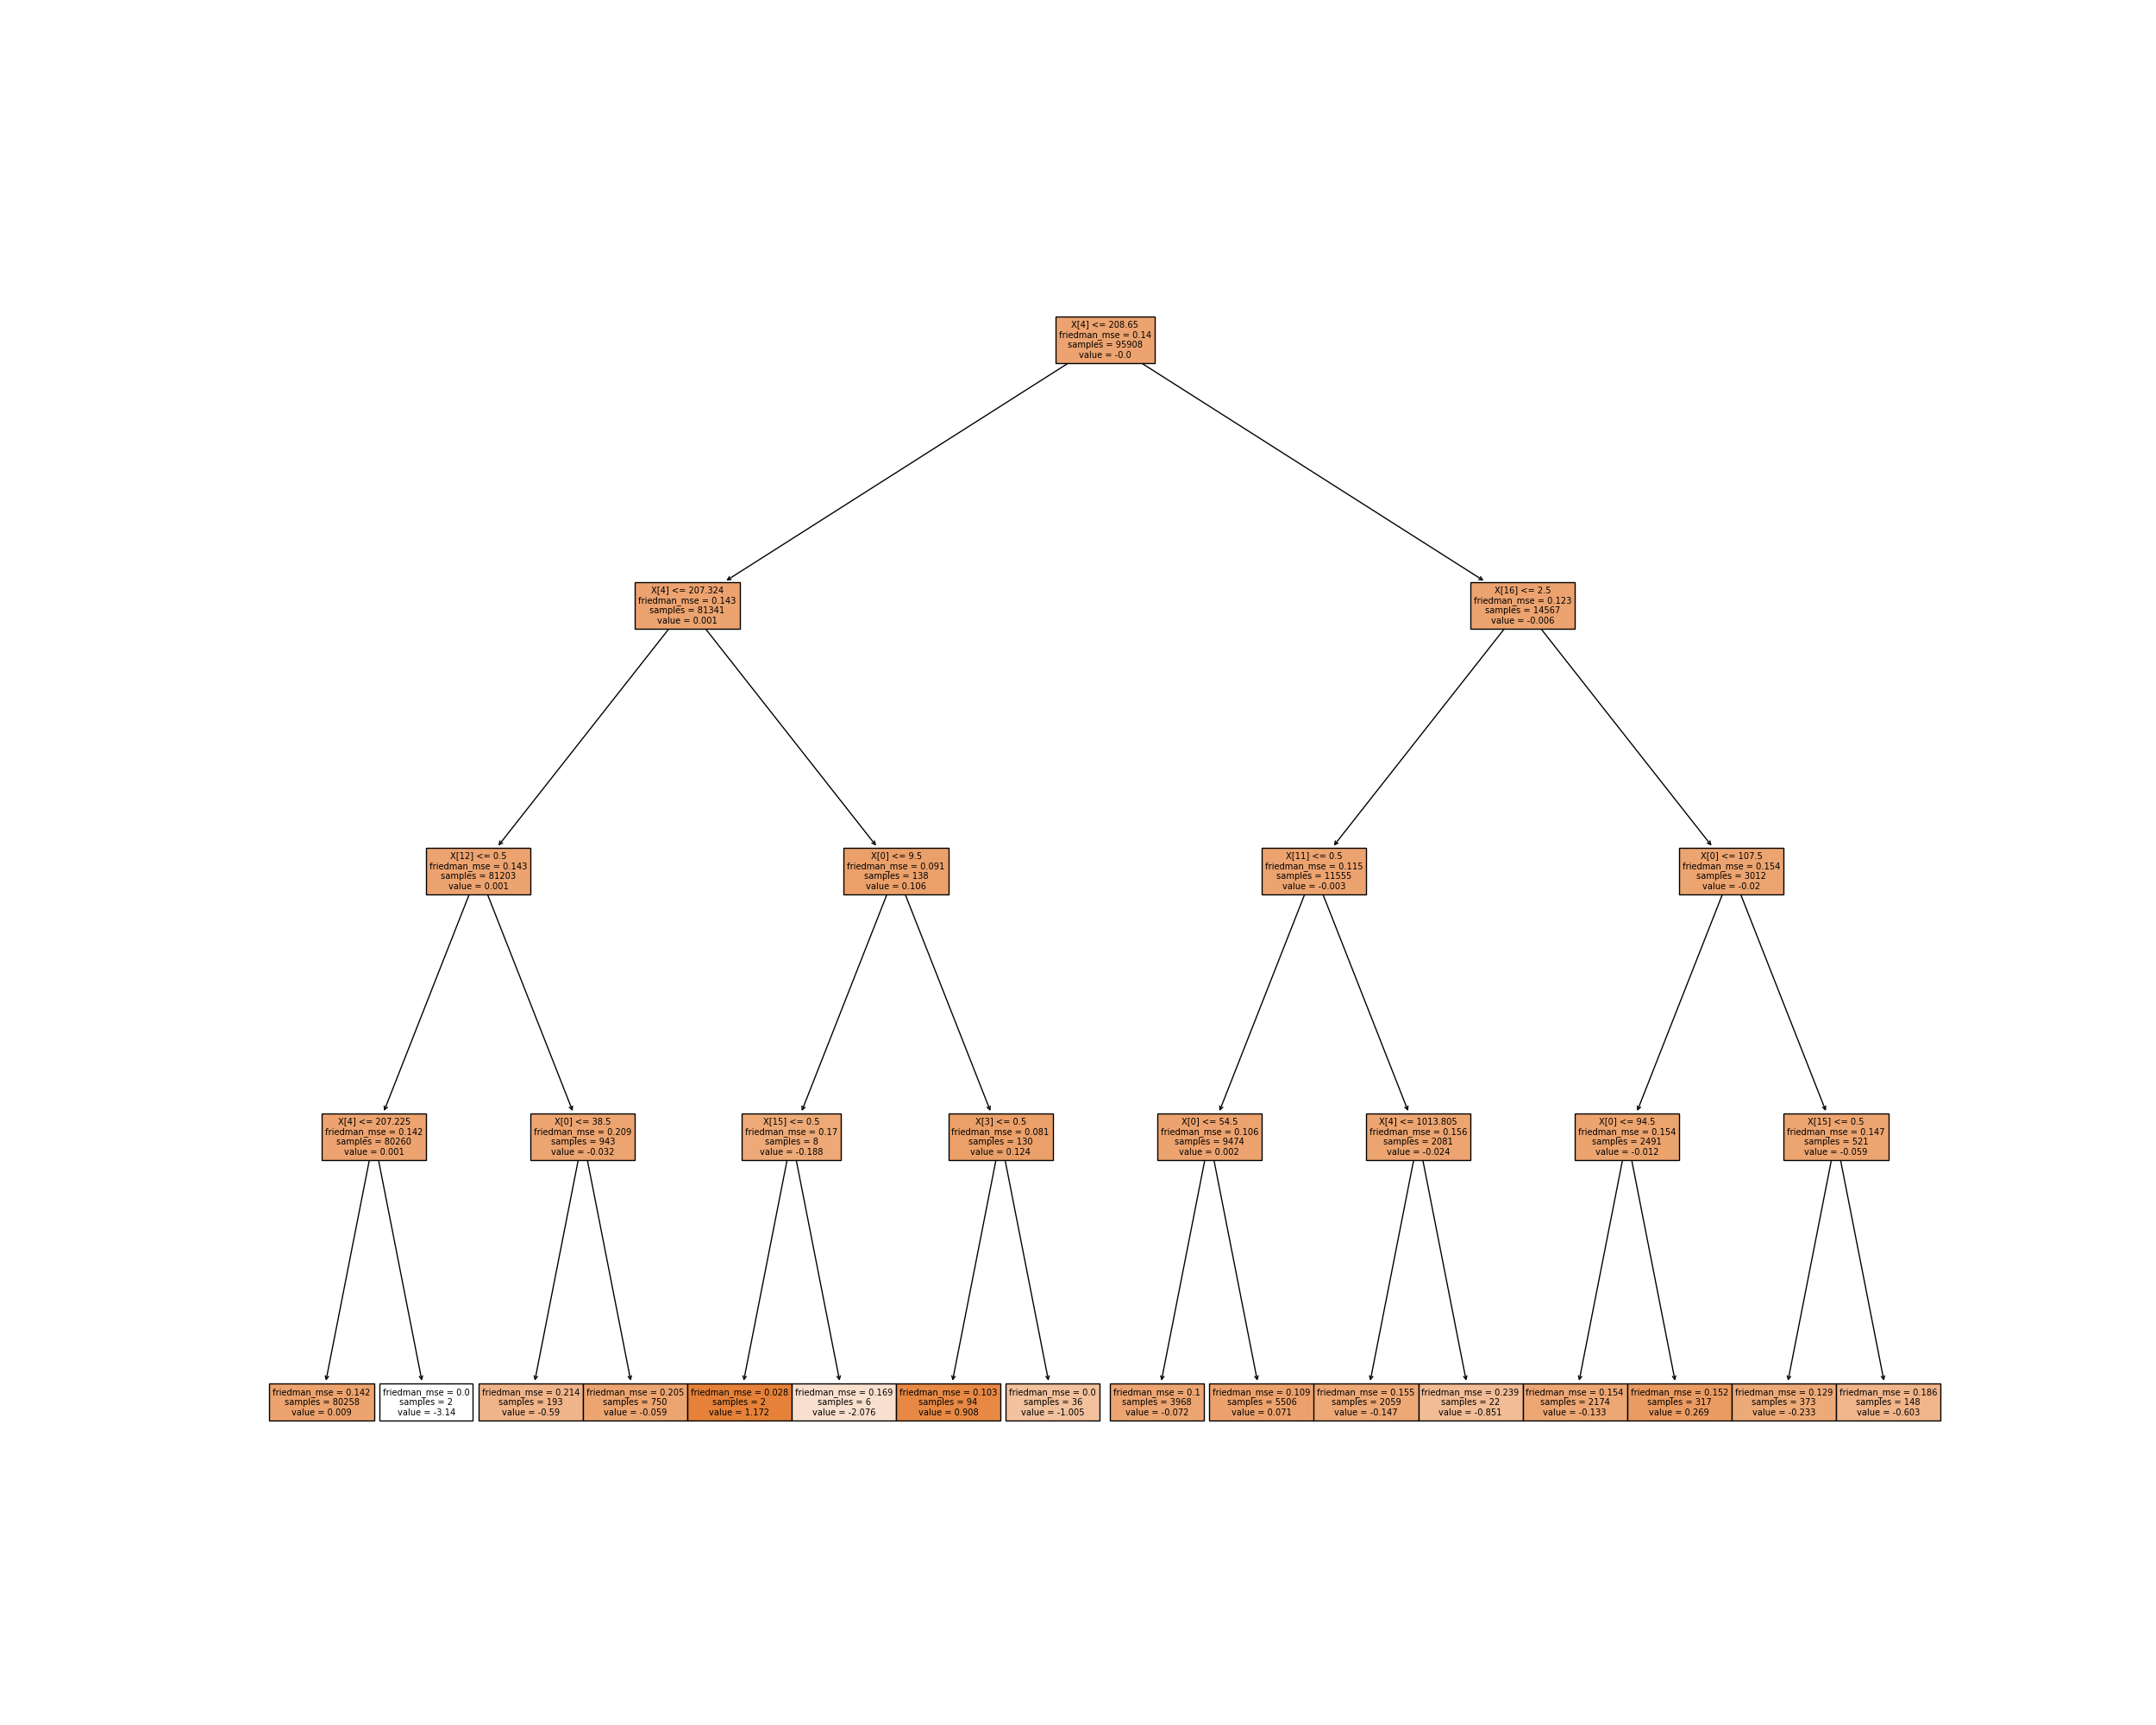 X[4] <= 208.65
friedman_mse = 0.14
samples = 95908
value = -0.0
X[4] <= 207.324
friedman_mse = 0.143
samples = 81341
value = 0.001
X[16] <= 2.5
friedman_mse = 0.123
samples = 14567
value = -0.006
X[12] <= 0.5
friedman_mse = 0.143
samples = 81203
value = 0.001
X[0] <= 9.5
friedman_mse = 0.091
samples = 138
value = 0.106
X[11] <= 0.5
friedman_mse = 0.115
samples = 11555
value = -0.003
X[0] <= 107.5
friedman_mse = 0.154
samples = 3012
value = -0.02
X[4] <= 207.225
friedman_mse = 0.142
samples = 80260
value = 0.001
X[0] <= 38.5
friedman_mse = 0.209
samples = 943
value = -0.032
X[15] <= 0.5
friedman_mse = 0.17
samples = 8
value = -0.188
X[3] <= 0.5
friedman_mse = 0.081
samples = 130
value = 0.124
X[0] <= 54.5
friedman_mse = 0.106
samples = 9474
value = 0.002
X[4] <= 1013.805
friedman_mse = 0.156
samples = 2081
value = -0.024
X[0] <= 94.5
friedman_mse = 0.154
samples = 2491
value = -0.012
X[15] <= 0.5
friedman_mse = 0.147
samples = 521
value = -0.059
friedman_mse = 0.142
samples = 80258
value = 0.009
friedman_mse = 0.0
samples = 2
value = -3.14
friedman_mse = 0.214
samples = 193
value = -0.59
friedman_mse = 0.205
samples = 750
value = -0.059
friedman_mse = 0.028
samples = 2
value = 1.172
friedman_mse = 0.169
samples = 6
value = -2.076
friedman_mse = 0.103
samples = 94
value = 0.908
friedman_mse = 0.0
samples = 36
value = -1.005
friedman_mse = 0.1
samples = 3968
value = -0.072
friedman_mse = 0.109
samples = 5506
value = 0.071
friedman_mse = 0.155
samples = 2059
value = -0.147
friedman_mse = 0.239
samples = 22
value = -0.851
friedman_mse = 0.154
samples = 2174
value = -0.133
friedman_mse = 0.152
samples = 317
value = 0.269
friedman_mse = 0.129
samples = 373
value = -0.233
friedman_mse = 0.186
samples = 148
value = -0.603